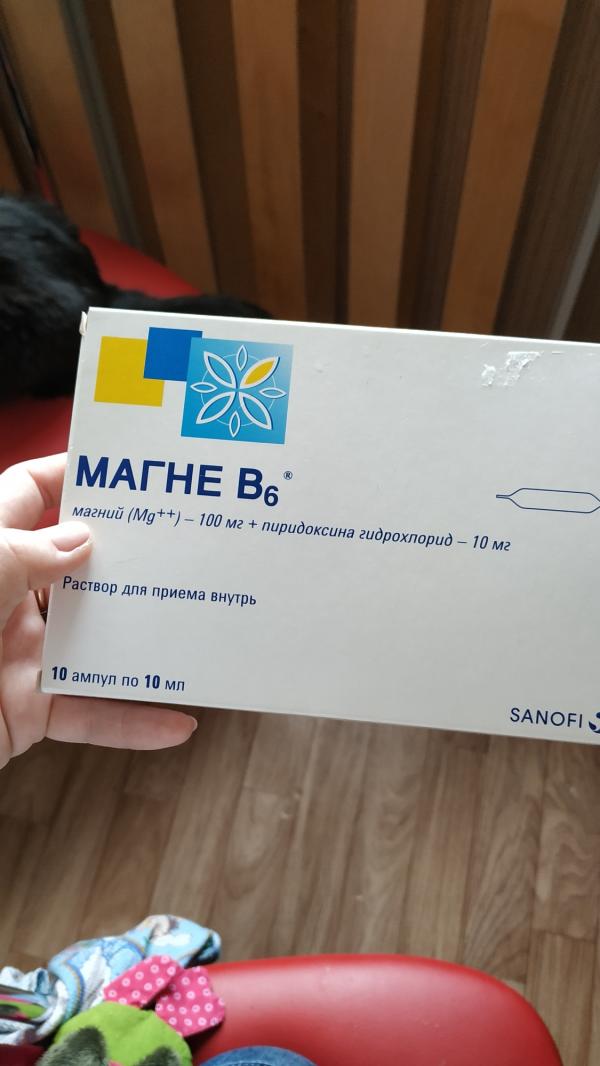 МАГНЕ B6®
магний (Mg++) – 100 мг + пиридоксина гидрохлорид – 10 мг
Раствор для приема внутрь
10 ампул по 10 мл
SANOFI